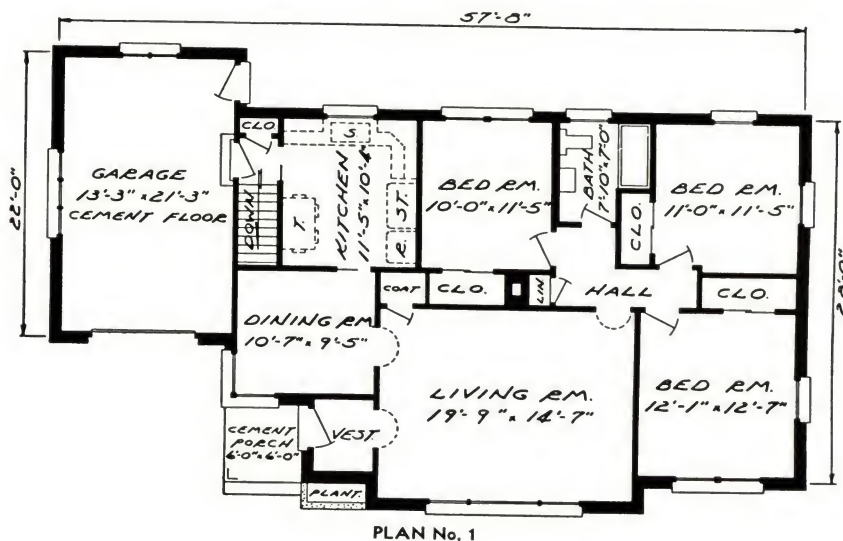 57'-8"
22'-0"
GARAGE
13'-3" x 21'-3"
CEMENT FLOOR
CLO.
DOWN
S.
T.
KITCHEN
11'-5" x 10'-4"
ST.
R.
BED RM.
10'-0" x 11'-5"
BATH
7'-10" x 7'-0"
CLO.
BED RM.
11'-0" x 11'-5"
28'-0"
DINING RM.
10'-7" x 9'-5"
COAT
CLO.
LIN
HALL
CLO.
LIVING RM.
19'-9" x 14'-7"
BED RM.
12'-1" x 12'-7"
CEMENT
PORCH
6'-0" x 6'-0"
VEST.
PLANT.
PLAN No. 1